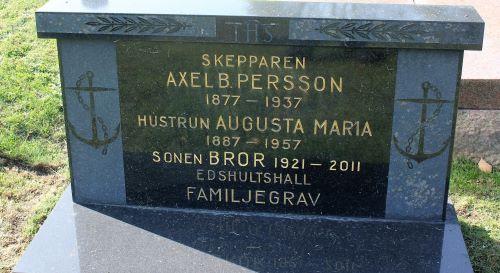 IHS
SKEPPAREN
AXEL B. PERSSON
1877 – 1937
HUSTRUN AUGUSTA MARIA
1887 – 1957
SONEN BROR 1921 – 2011
EDSHULTSHALL
FAMILJEGRAV